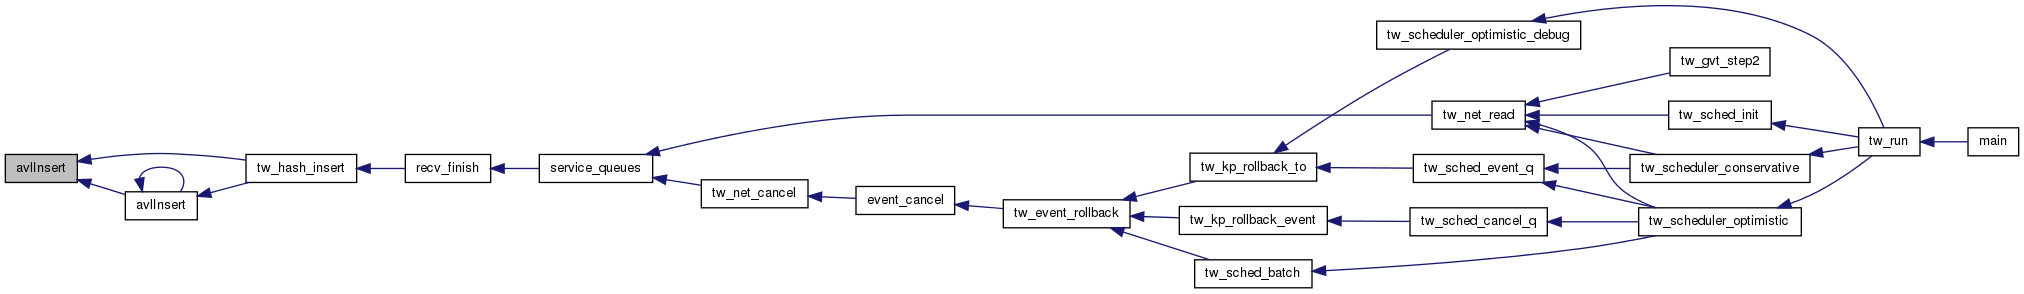 avlInsert
avlInsert
tw_hash_insert
recv_finish
service_queues
tw_net_cancel
event_cancel
tw_event_rollback
tw_kp_rollback_to
tw_kp_rollback_event
tw_sched_batch
tw_scheduler_optimistic_debug
tw_net_read
tw_sched_event_q
tw_sched_cancel_q
tw_gvt_step2
tw_sched_init
tw_scheduler_conservative
tw_scheduler_optimistic
tw_run
main